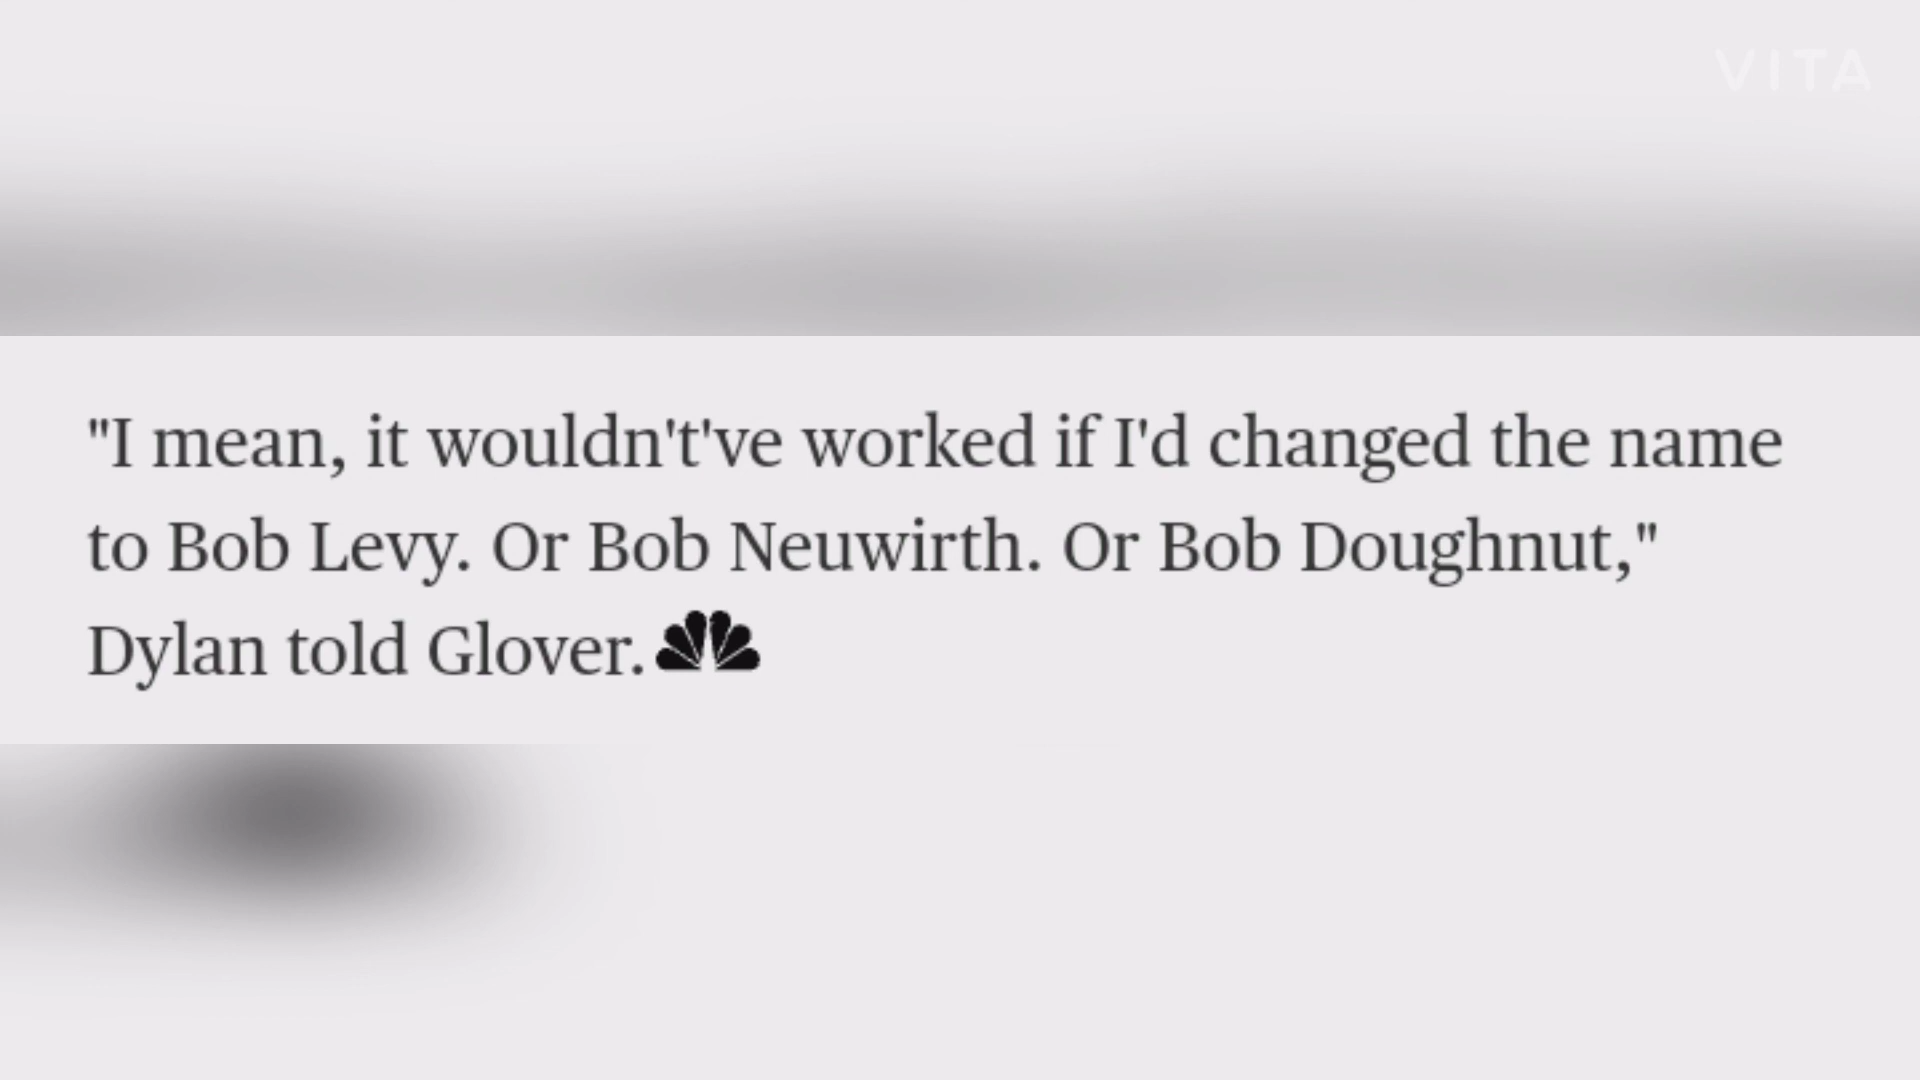 VITA
"I mean, it wouldn't've worked if I'd changed the name
to Bob Levy. Or Bob Neuwirth. Or Bob Doughnut,"
Dylan told Glover.